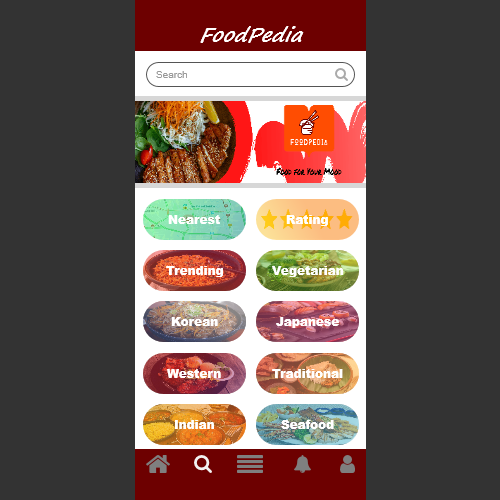 FoodPedia
Search
FOODPEDIA
Food for Your Mood
Nearest
Rating
Trending
Vegetarian
Korean
Japanese
Western
Traditional
Indian
Seafood